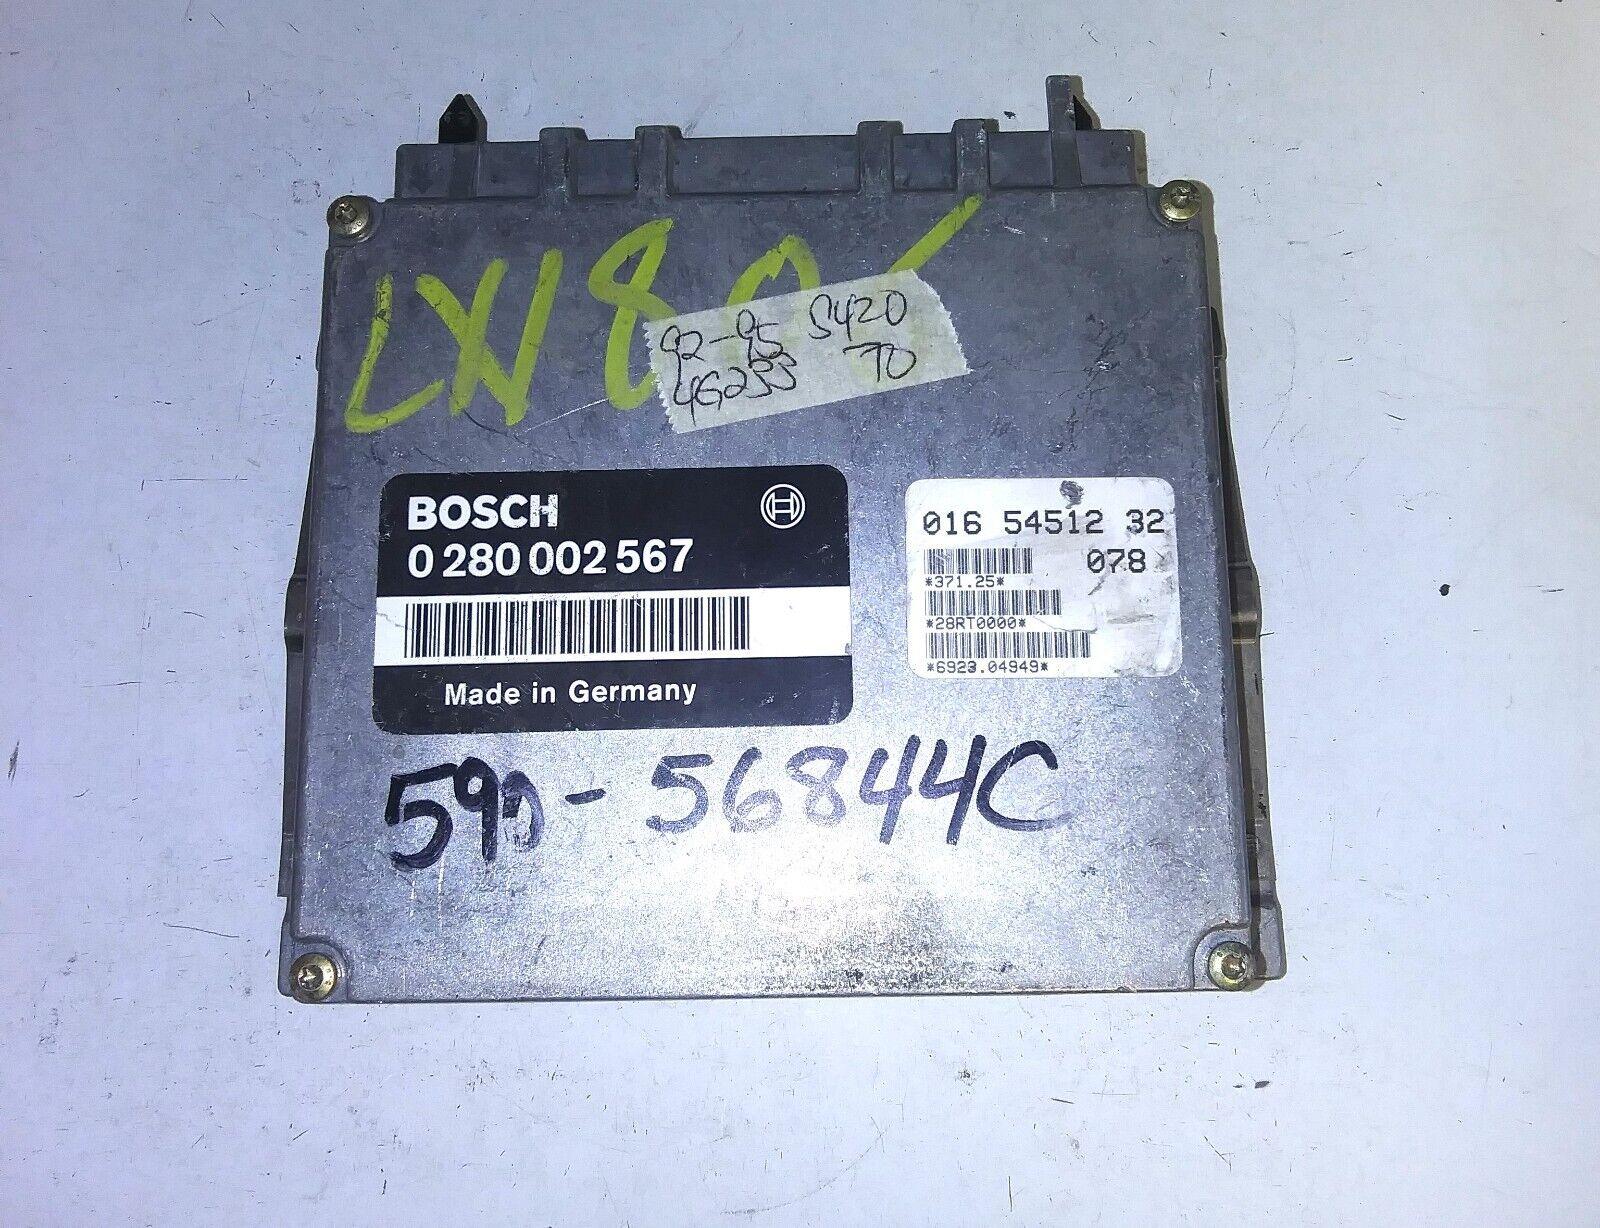 92-95 S420
4G233 70
BOSCH
0 280 002 567
Made in Germany
016 54512 32
078
*371.25*
*28RT0000*
*6923.04949*
590-56844C